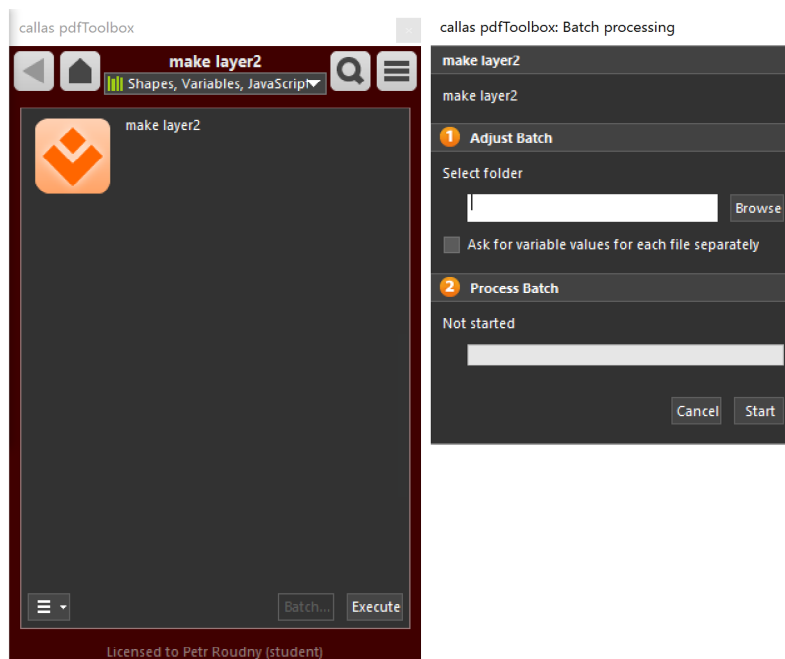 callas pdfToolbox
make layer2
Shapes, Variables, JavaScript
make layer2
Batch...
Execute
Licensed to Petr Roudny (student)
callas pdfToolbox: Batch processing
make layer2
make layer2
1 Adjust Batch
Select folder
Browse
Ask for variable values for each file separately
2 Process Batch
Not started
Cancel Start